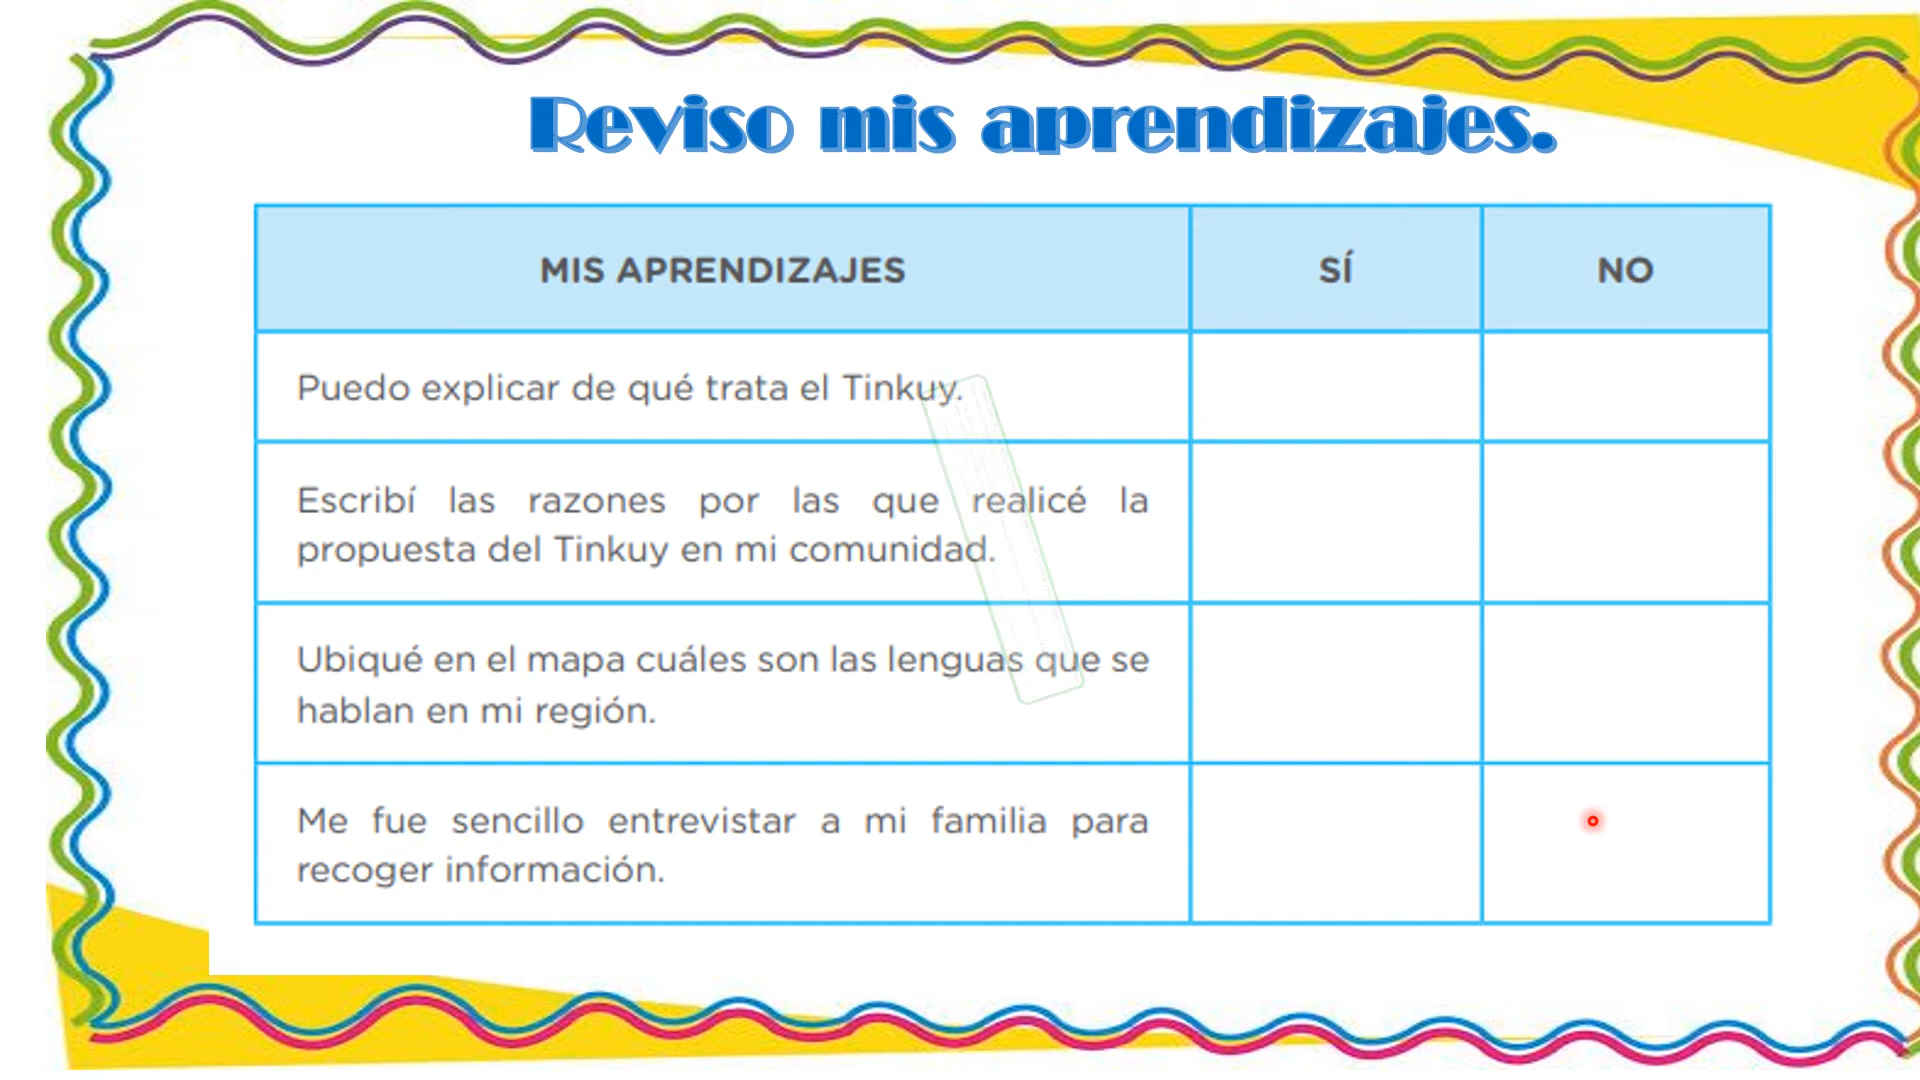 Reviso mis aprendizajes.
MIS APRENDIZAJES SÍ NO
Puedo explicar de qué trata el Tinkuy.
Escribí las razones por las que realicé la
propuesta del Tinkuy en mi comunidad.
Ubiqué en el mapa cuáles son las lenguas que se
hablan en mi región.
Me fue sencillo entrevistar a mi familia para
recoger información.